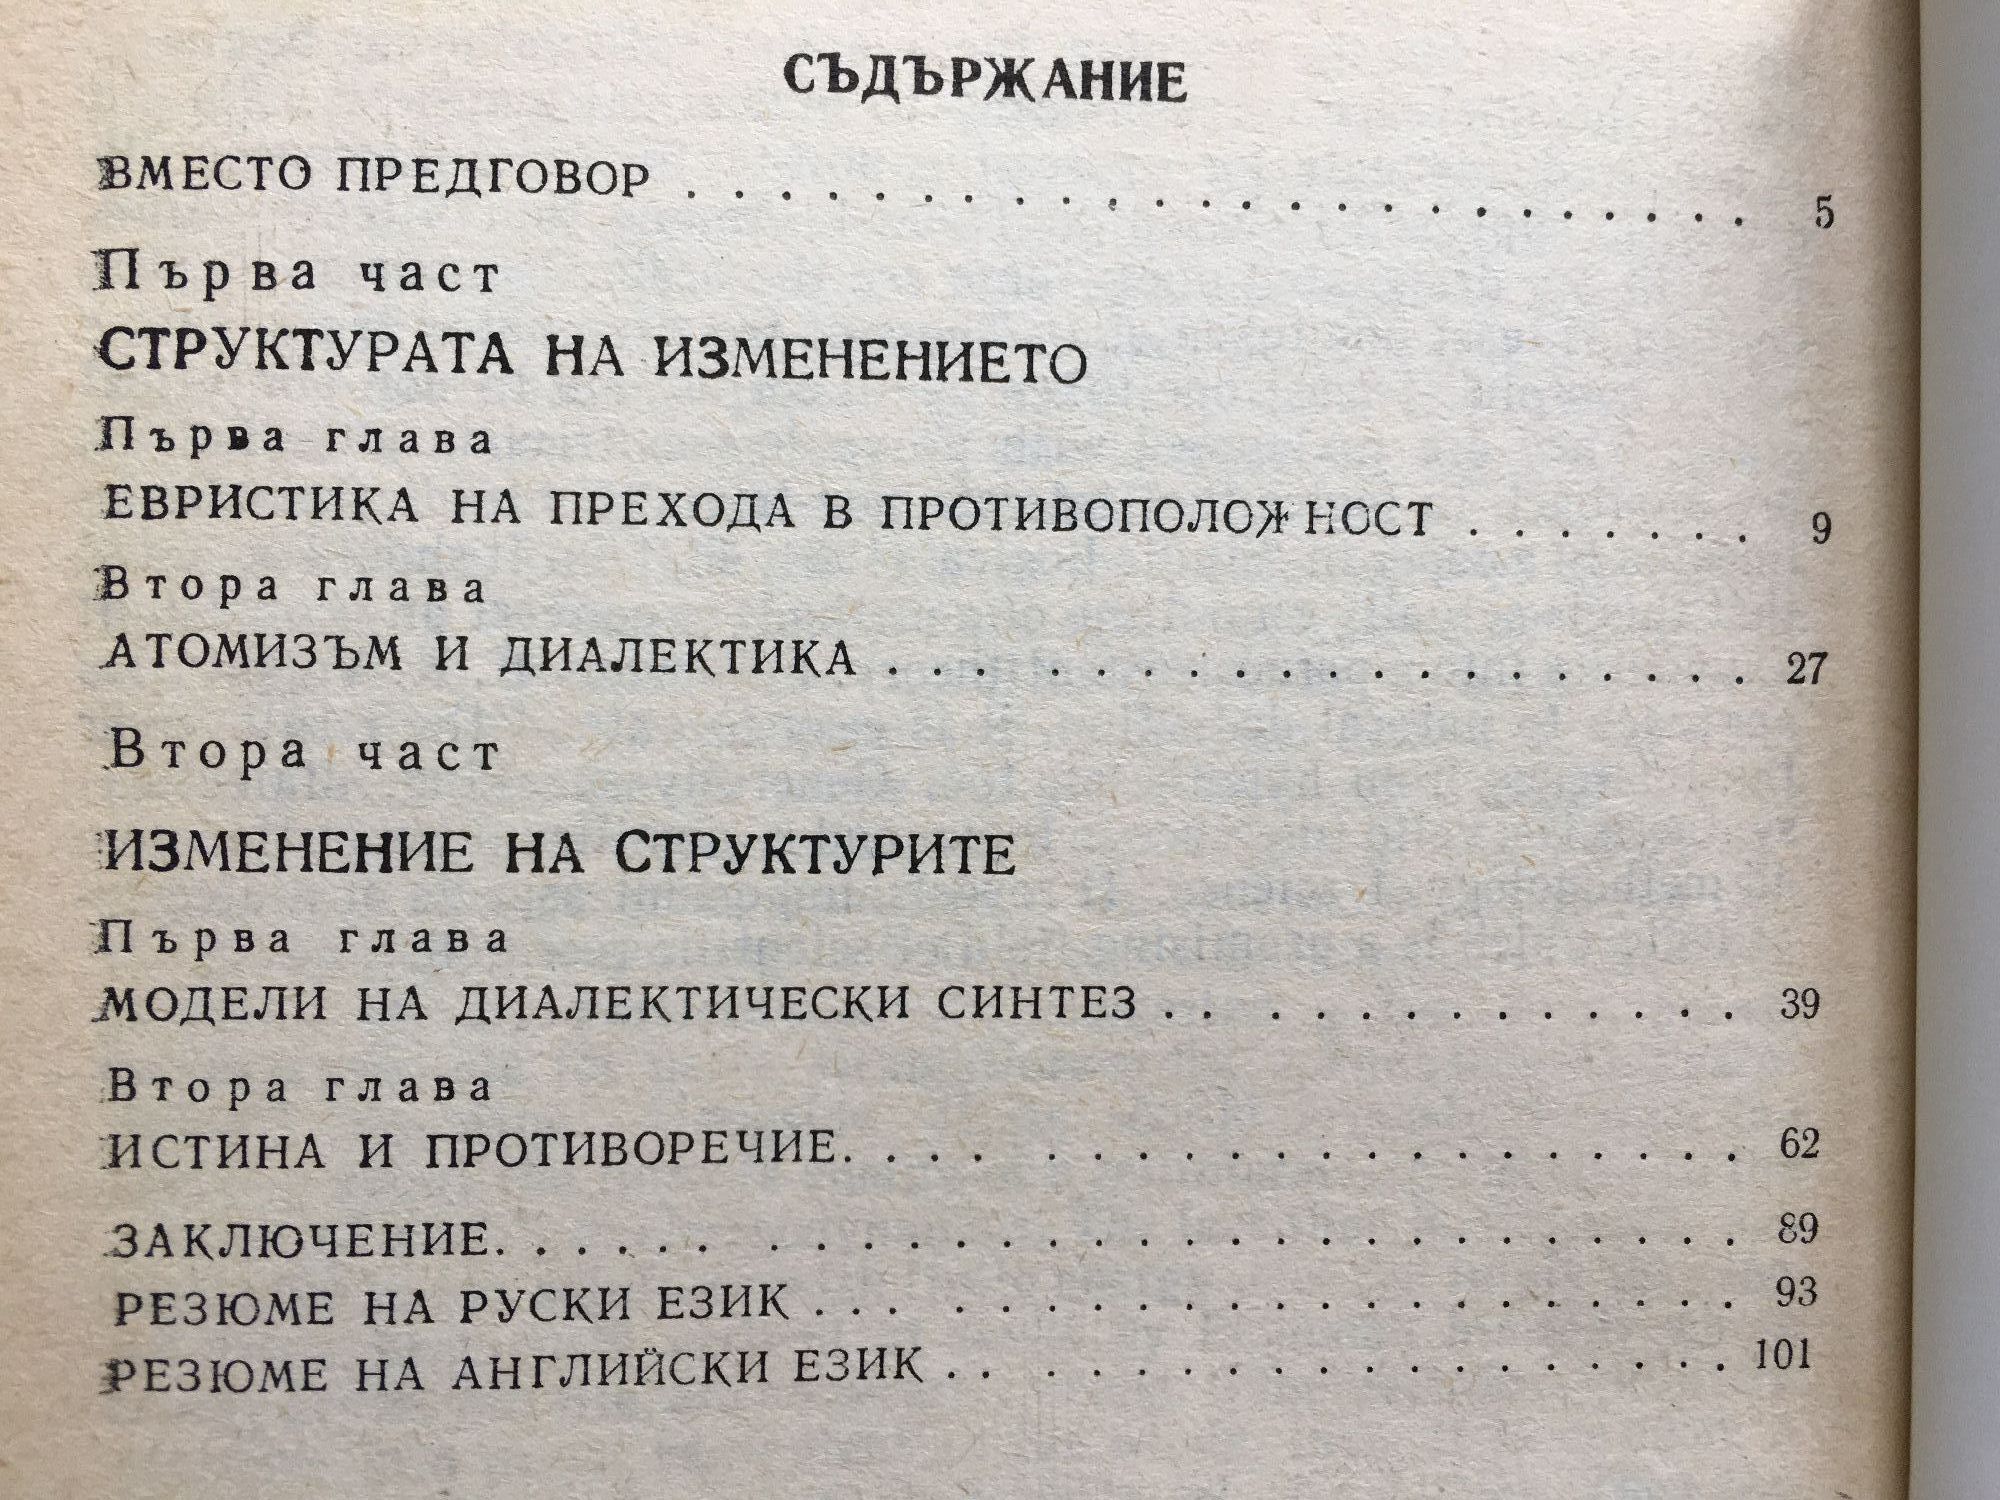 СЪДЪРЖАНИЕ
ВМЕСТО ПРЕДГОВОР . . . . . . . . . . . . . . . . . . . . . . . . 5
Първа част
СТРУКТУРАТА НА ИЗМЕНЕНИЕТО
Първа глава
ЕВРИСТИКА НА ПРЕХОДА В ПРОТИВОПОЛОЖНОСТ . . . . . . . 9
Втора глава
АТОМИЗЪМ И ДИАЛЕКТИКА . . . . . . . . . . . . . . . . . . . 27
Втора част
ИЗМЕНЕНИЕ НА СТРУКТУРИТЕ
Първа глава
МОДЕЛИ НА ДИАЛЕКТИЧЕСКИ СИНТЕЗ . . . . . . . . . . . . . 39
Втора глава
ИСТИНА И ПРОТИВОРЕЧИЕ. . . . . . . . . . . . . . . . . . . . 62
ЗАКЛЮЧЕНИЕ. . . . . . . . . . . . . . . . . . . . . . . . . . . 89
РЕЗЮМЕ НА РУСКИ ЕЗИК . . . . . . . . . . . . . . . . . . . . 93
РЕЗЮМЕ НА АНГЛИЙСКИ ЕЗИК . . . . . . . . . . . . . . . . . 101